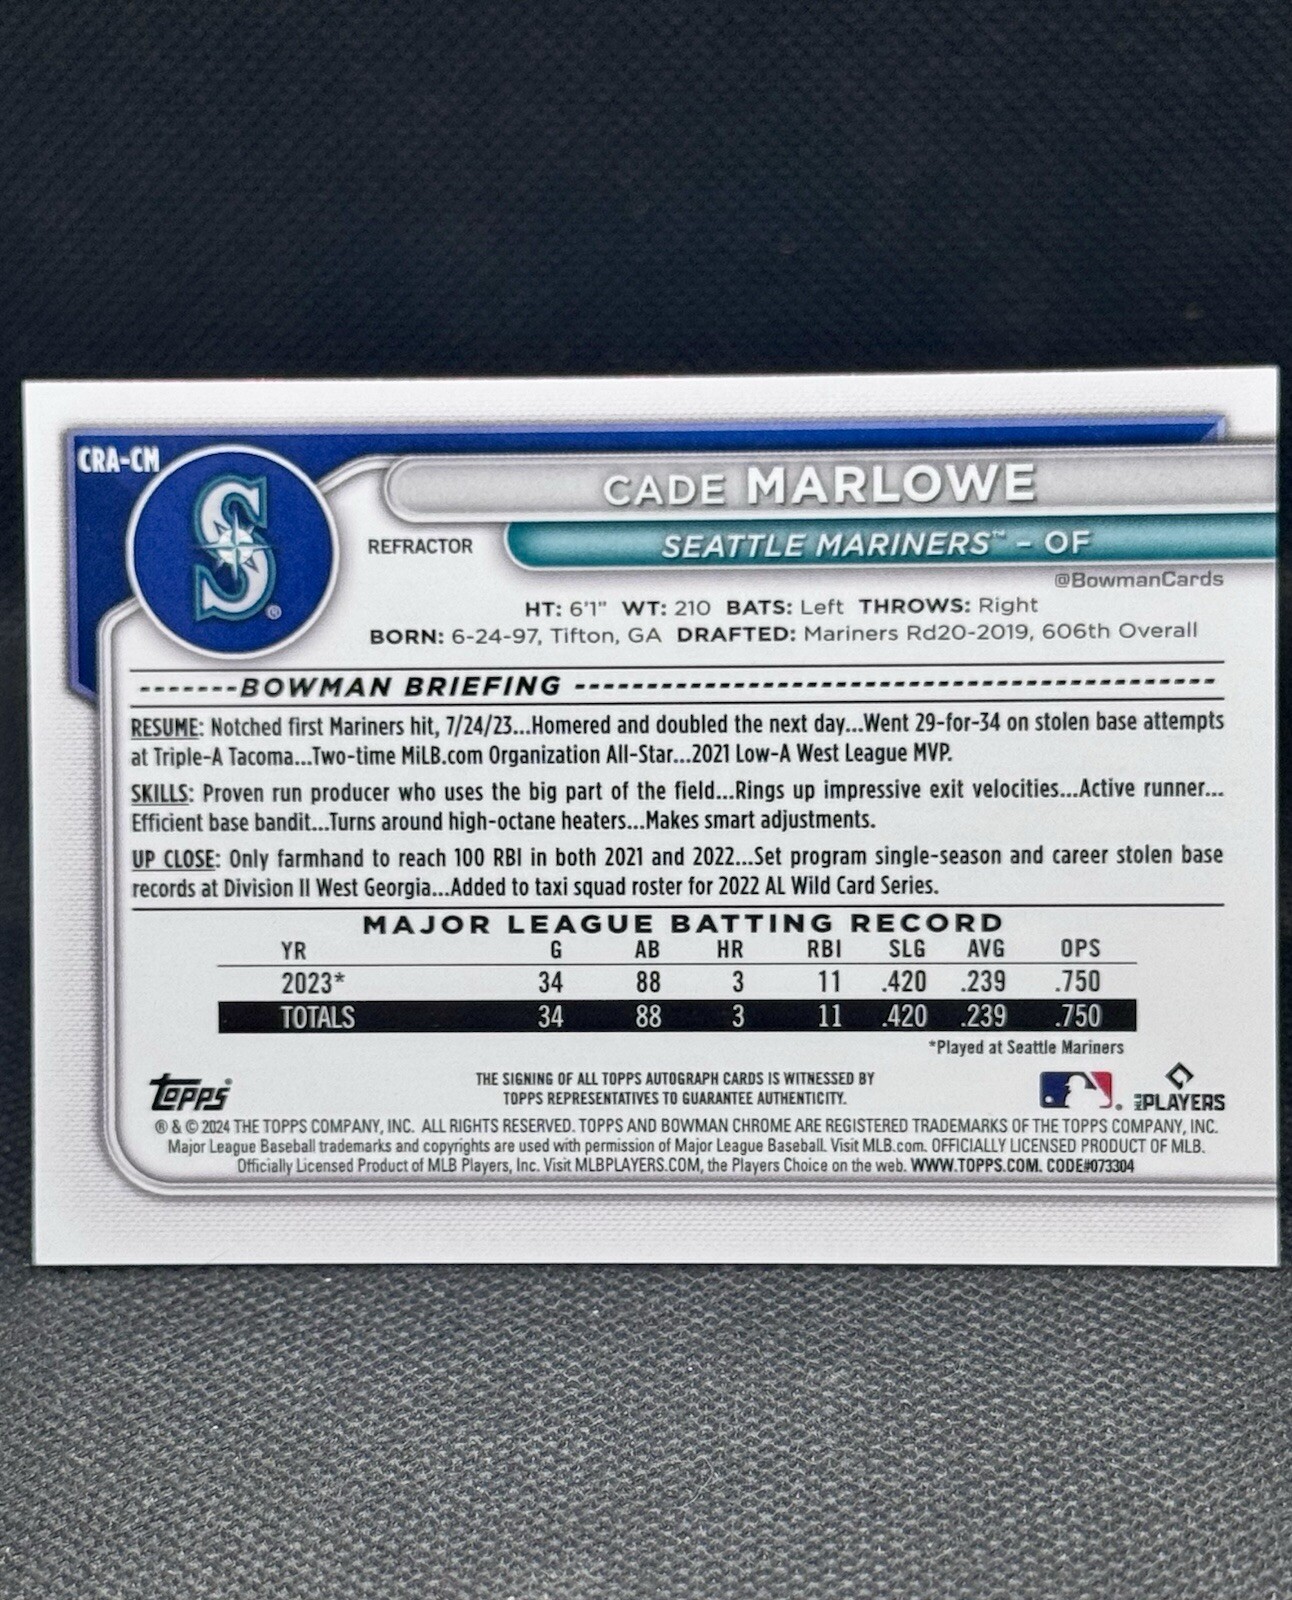 CRA-CM
S
®
CADE MARLOWE
REFRACTOR
SEATTLE MARINERS™ - OF
@BowmanCards
HT: 6'1" WT: 210 BATS: Left THROWS: Right
BORN: 6-24-97, Tifton, GA DRAFTED: Mariners Rd20-2019, 606th Overall
BOWMAN BRIEFING
RESUME: Notched first Mariners hit, 7/24/23...Homered and doubled the next day...Went 29-for-34 on stolen base attempts
at Triple-A Tacoma...Two-time MiLB.com Organization All-Star...2021 Low-A West League MVP.
SKILLS: Proven run producer who uses the big part of the field...Rings up impressive exit velocities...Active runner...
Efficient base bandit...Turns around high-octane heaters...Makes smart adjustments.
UP CLOSE: Only farmhand to reach 100 RBI in both 2021 and 2022...Set program single-season and career stolen base
records at Division II West Georgia...Added to taxi squad roster for 2022 AL Wild Card Series.
MAJOR LEAGUE BATTING RECORD
YR G AB HR RBI SLG AVG OPS
2023* 34 88 3 11 .420 .239 .750
TOTALS 34 88 3 11 .420 .239 .750
*Played at Seattle Mariners
Topps®
THE SIGNING OF ALL TOPPS AUTOGRAPH CARDS IS WITNESSED BY
TOPPS REPRESENTATIVES TO GUARANTEE AUTHENTICITY.
MLB PLAYERS
® & © 2024 THE TOPPS COMPANY, INC. ALL RIGHTS RESERVED. TOPPS AND BOWMAN CHROME ARE REGISTERED TRADEMARKS OF THE TOPPS COMPANY, INC.
Major League Baseball trademarks and copyrights are used with permission of Major League Baseball. Visit MLB.com. OFFICIALLY LICENSED PRODUCT OF MLB.
Officially Licensed Product of MLB Players, Inc. Visit MLBPLAYERS.COM, the Players Choice on the web. WWW.TOPPS.COM. CODE#073304